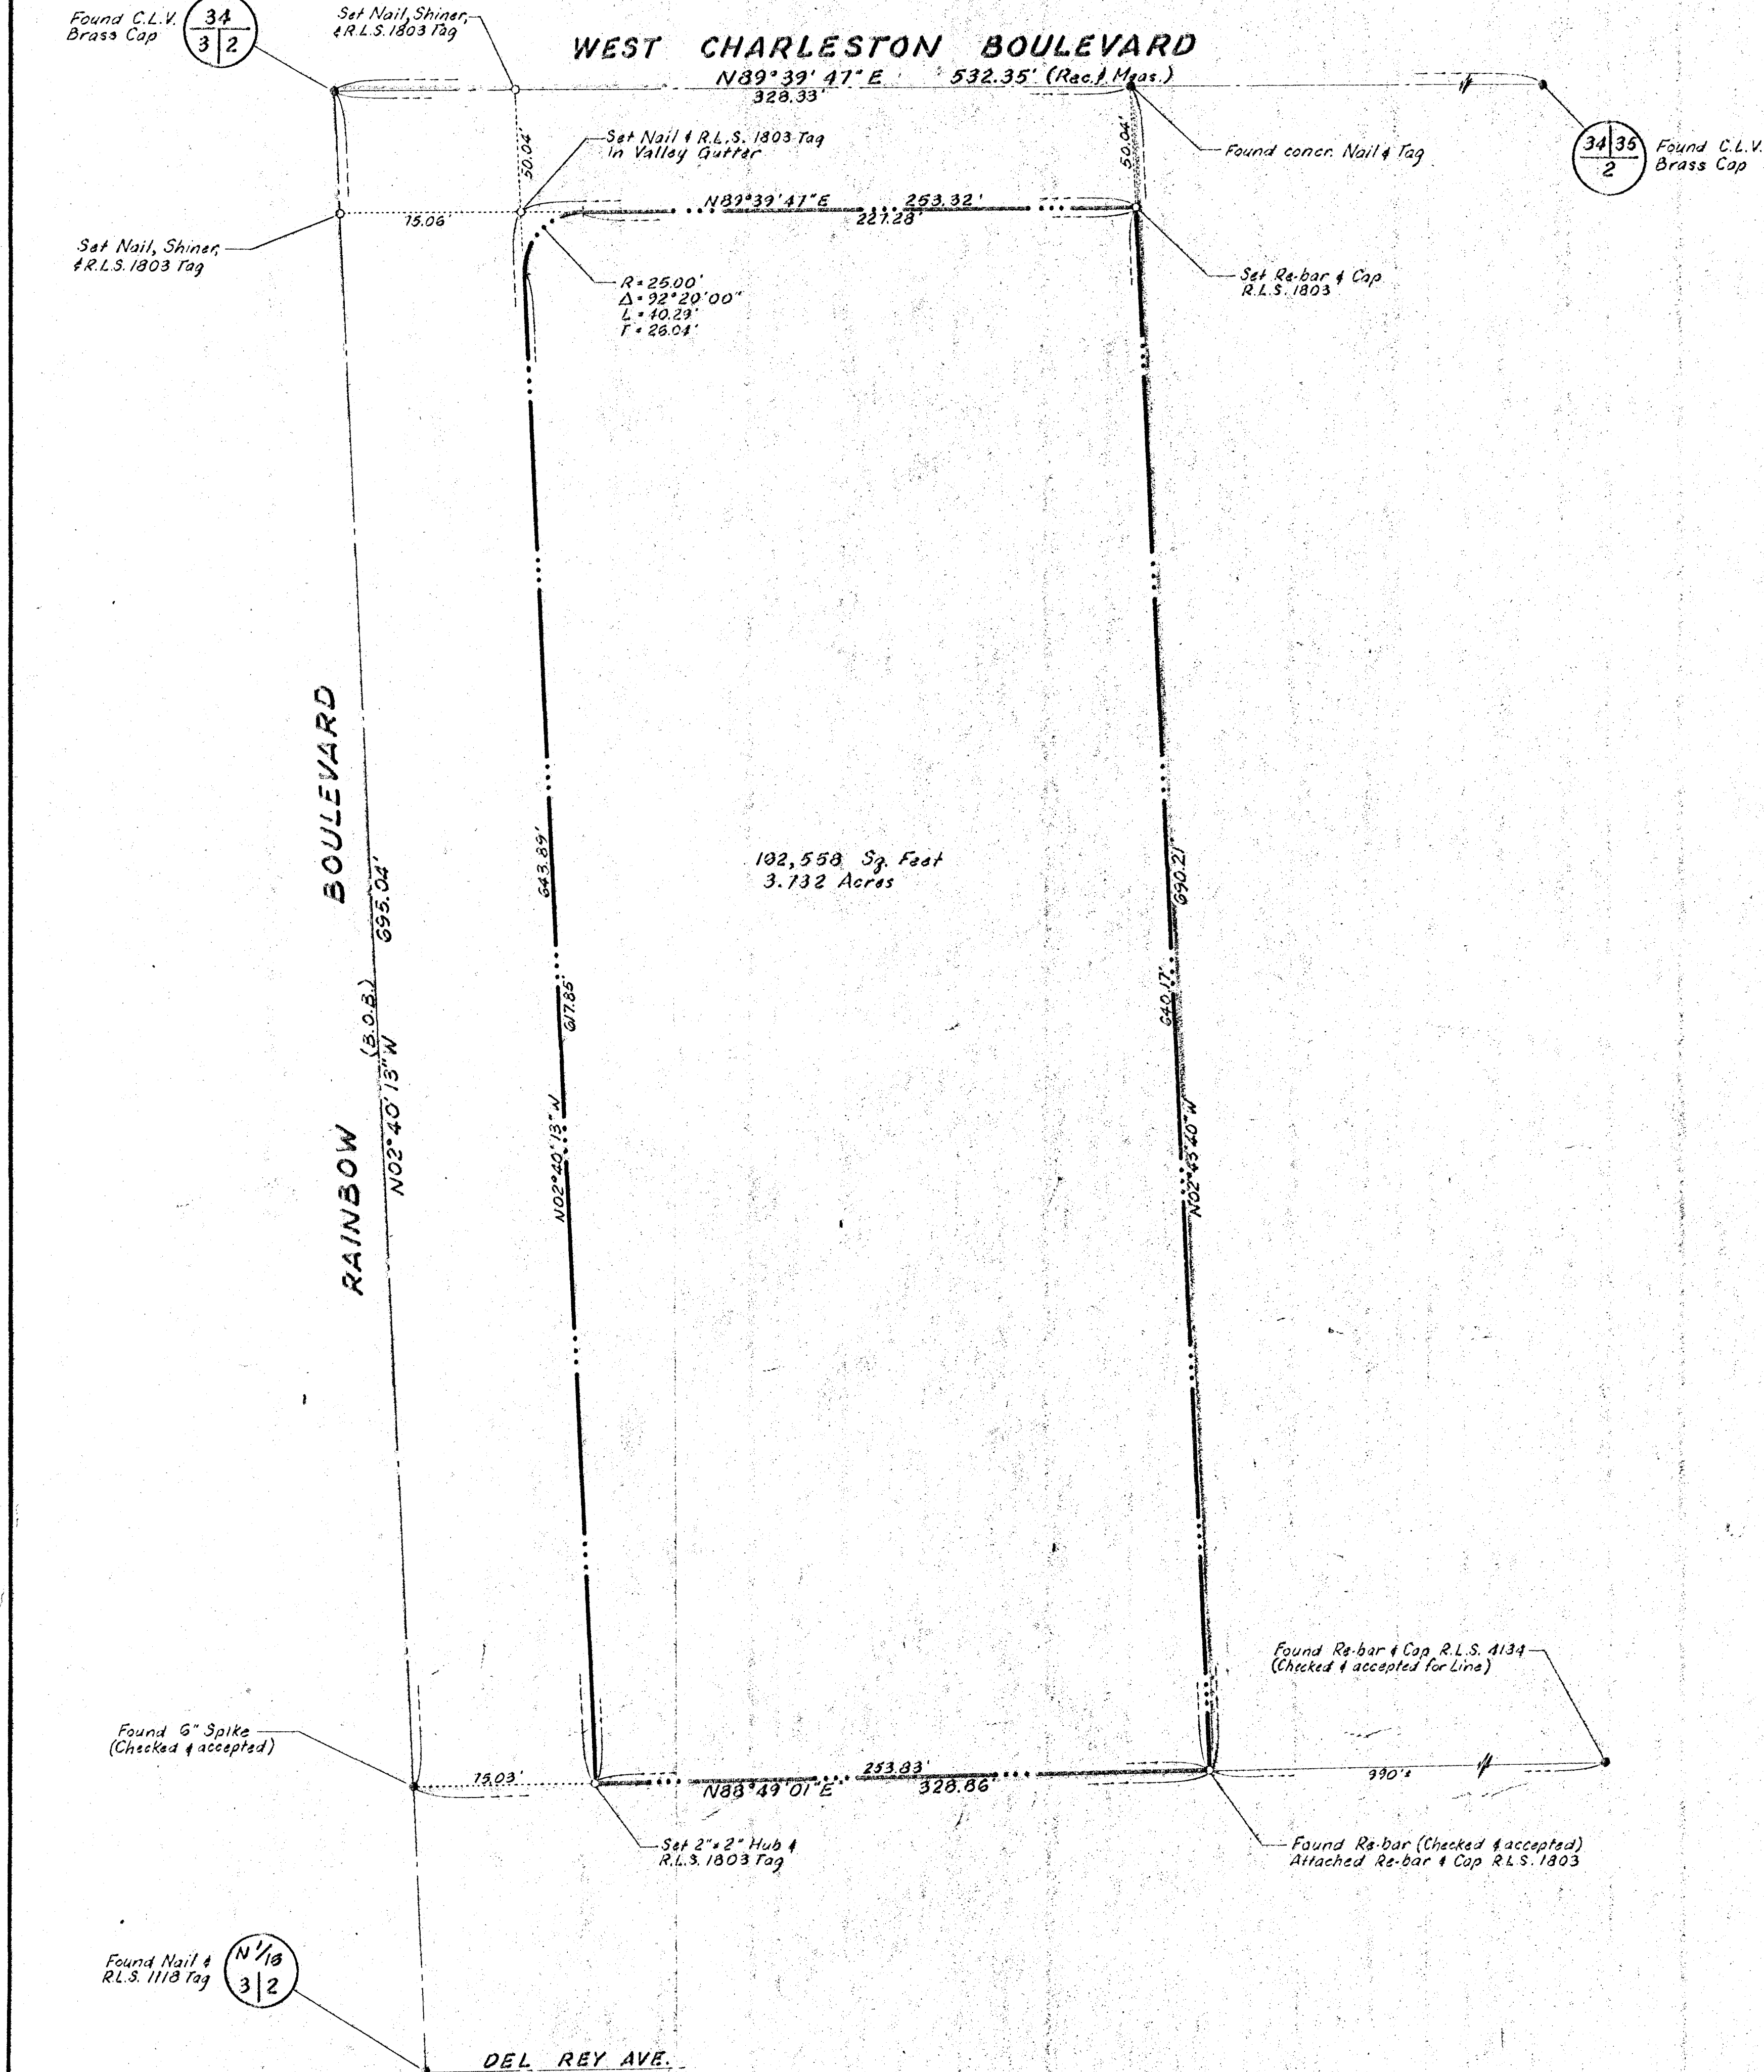 Found C.L.V.
Brass Cap
34
3 | 2
Set Nail, Shiner,
& R.L.S. 1803 Tag
WEST CHARLESTON BOULEVARD
N89°39'47"E 532.35' (Rec. & Meas.)
328.33'
50.04'
Set Nail & R.L.S. 1803 Tag
In Valley Gutter
50.04'
Found concr. Nail & Tag
34|35
2
Found C.L.V.
Brass Cap
75.06'
N89°39'47"E 253.32'
227.28'
Set Nail, Shiner,
& R.L.S. 1803 Tag
R = 25.00'
Δ = 92°20'00"
L = 40.29'
T = 26.04'
Set Re-bar & Cap
R.L.S. 1803
RAINBOW BOULEVARD
N02°40'13"W (B.O.B.) 695.04'
643.89'
617.85'
N02°40'13"W
Sq. Feet
3.732 Acres
690.21'
640.17'
N02°43'40"W
Found Re-bar & Cap R.L.S. 4134
(Checked & accepted for Line)
Found 6" Spike
(Checked & accepted)
75.03'
253.83'
N88°49'01"E 328.86'
990'±
Set 2"x2" Hub &
R.L.S. 1803 Tag
Found Re-bar (Checked & accepted)
Attached Re-bar & Cap R.L.S. 1803
Found Nail &
R.L.S. 1118 Tag
N 1/16
3|2
DEL REY AVE.